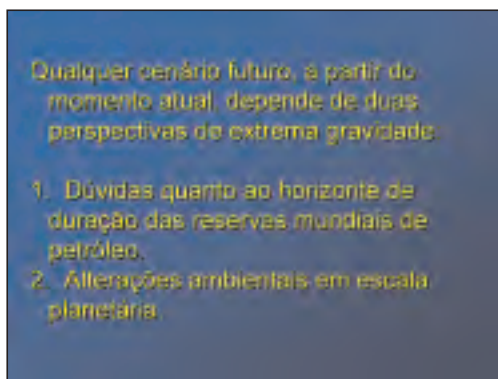 Qualquer cenário futuro, a partir do
momento atual, depende de duas
perspectivas de extrema gravidade
1. Dúvidas quanto ao horizonte de
duração das reservas mundiais de
petróleo.
2. Alterações ambientais em escala
planetária.